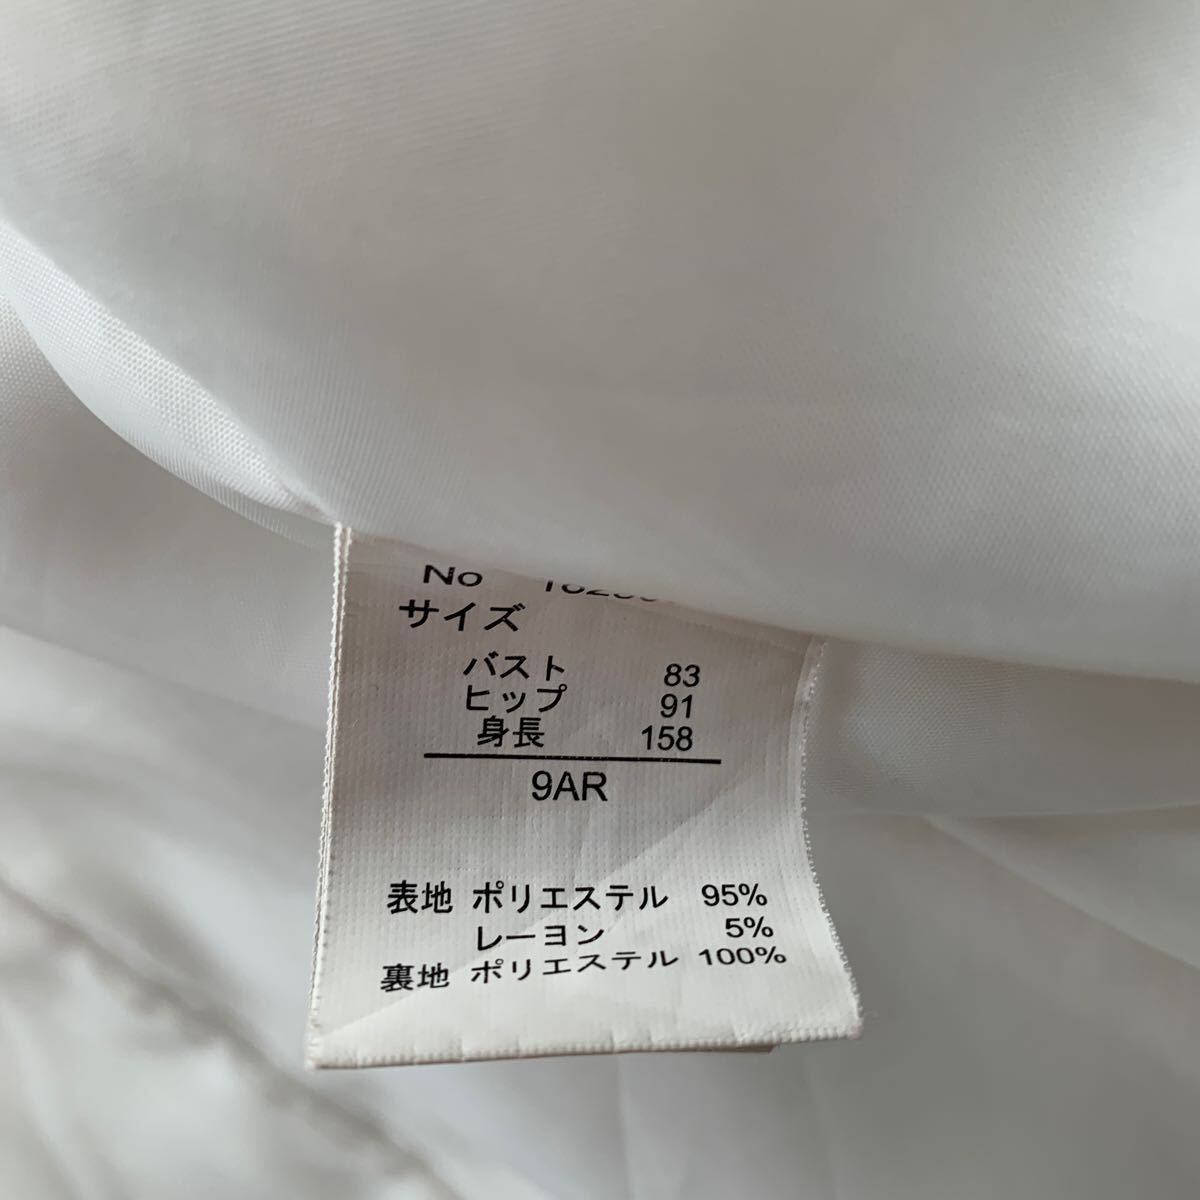 No
サイズ
バスト 83
ヒップ 91
身長 158
9AR
表地 ポリエステル 95%
レーヨン 5%
裏地 ポリエステル 100%